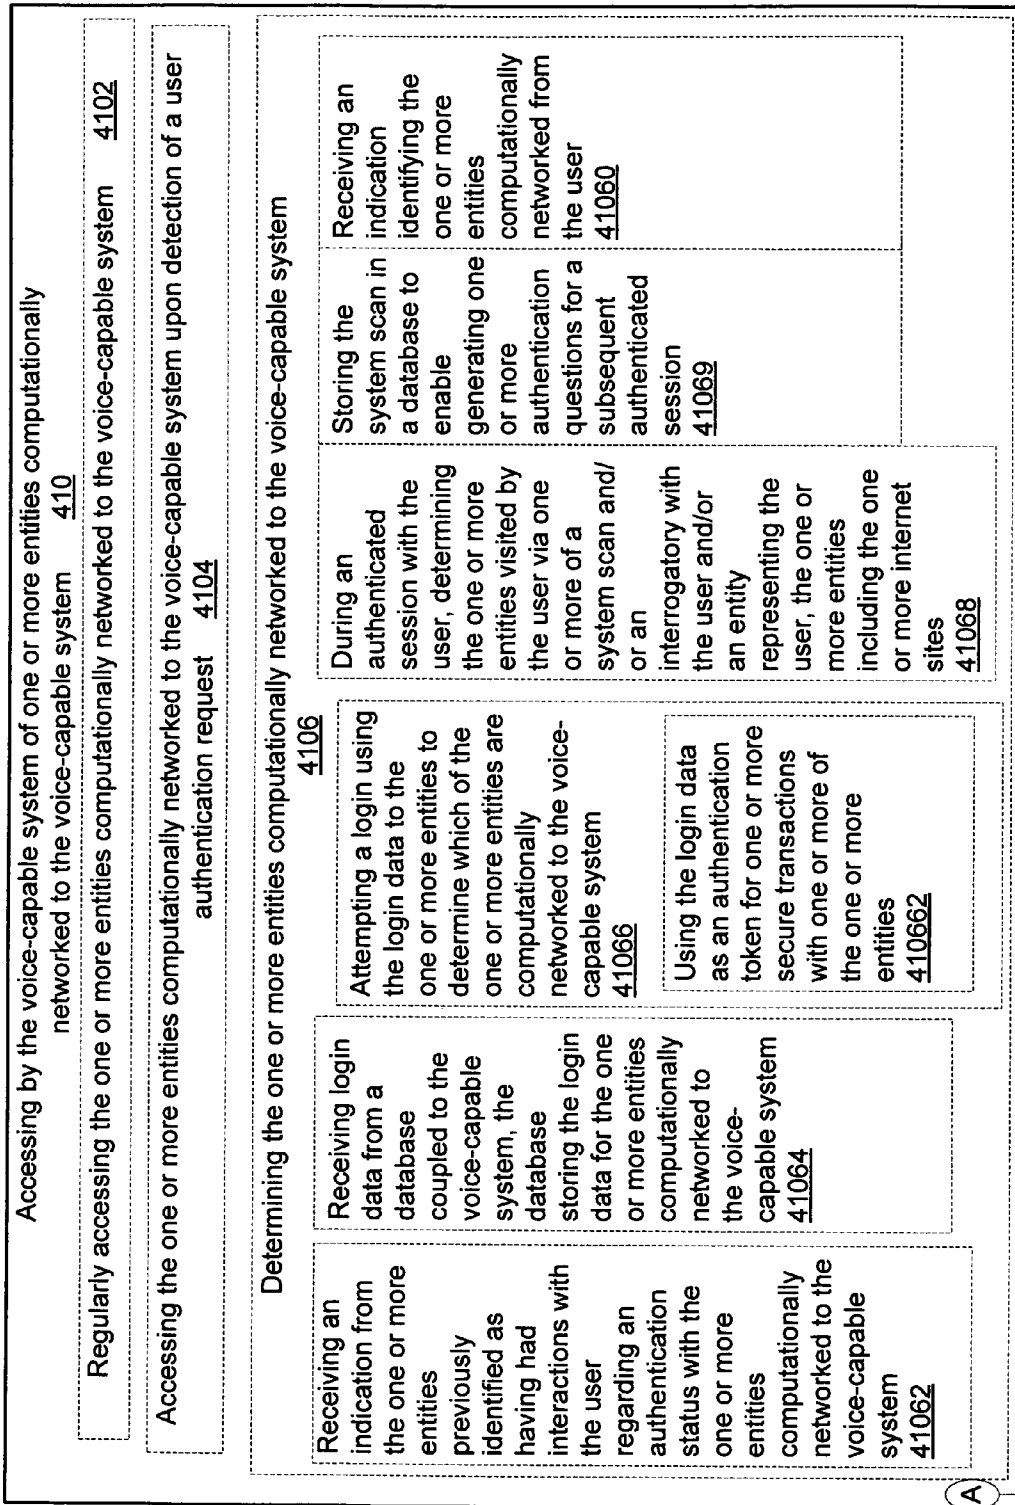 Accessing by the voice-capable system of one or more entities computationally
networked to the voice-capable system 410
Regularly accessing the one or more entities computationally networked to the voice-capable system 4102
Accessing the one or more entities computationally networked to the voice-capable system upon detection of a user
authentication request 4104
Determining the one or more entities computationally networked to the voice-capable system
4106
Receiving an
indication from
the one or more
entities
previously
identified as
having had
interactions with
the user
regarding an
authentication
status with the
one or more
entities
computationally
networked to the
voice-capable
system
41062
Receiving login
data from a
database
coupled to the
voice-capable
system, the
database
storing the login
data for the one
or more entities
computationally
networked to
the voice-
capable system
41064
Attempting a login using
the login data to the
one or more entities to
determine which of the
one or more entities are
computationally
networked to the voice-
capable system
41066
Using the login data
as an authentication
token for one or more
secure transactions
with one or more of
the one or more
entities
410662
During an
authenticated
session with the
user, determining
the one or more
entities visited by
the user via one
or more of a
system scan and/
or an
interrogatory with
the user and/or
an entity
representing the
user, the one or
more entities
including the one
or more internet
sites
41068
Storing the
system scan in
a database to
enable
generating one
or more
authentication
questions for a
subsequent
authenticated
session
41069
Receiving an
indication
identifying the
one or more
entities
computationally
networked from
the user
41060
A